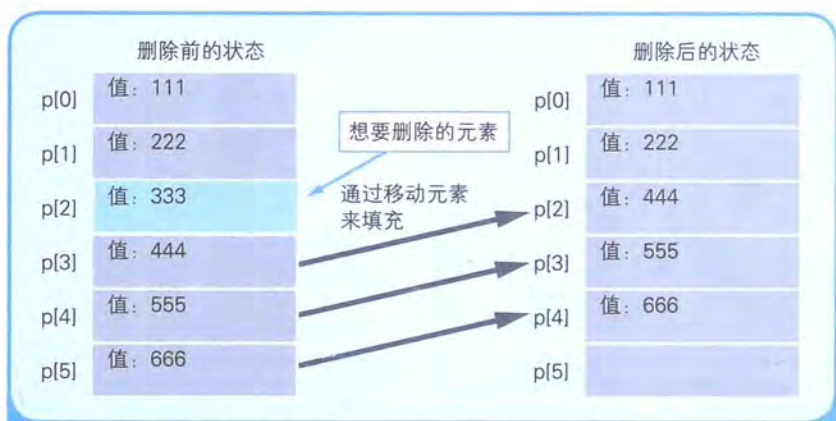 删除前的状态
p[0] 值：111
p[1] 值：222
p[2] 值：333
p[3] 值：444
p[4] 值：555
p[5] 值：666
想要删除的元素
通过移动元素
来填充
删除后的状态
p[0] 值：111
p[1] 值：222
p[2] 值：444
p[3] 值：555
p[4] 值：666
p[5]